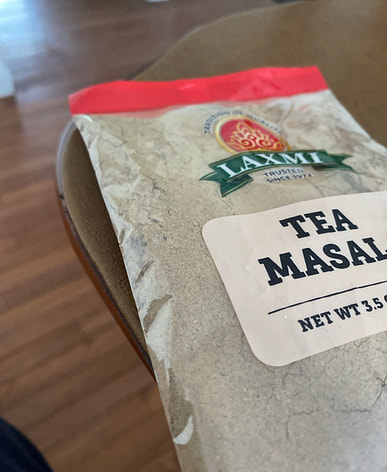 LAXMI
TRUSTED
SINCE 1972
TEA
MASAL
NET WT 3.5